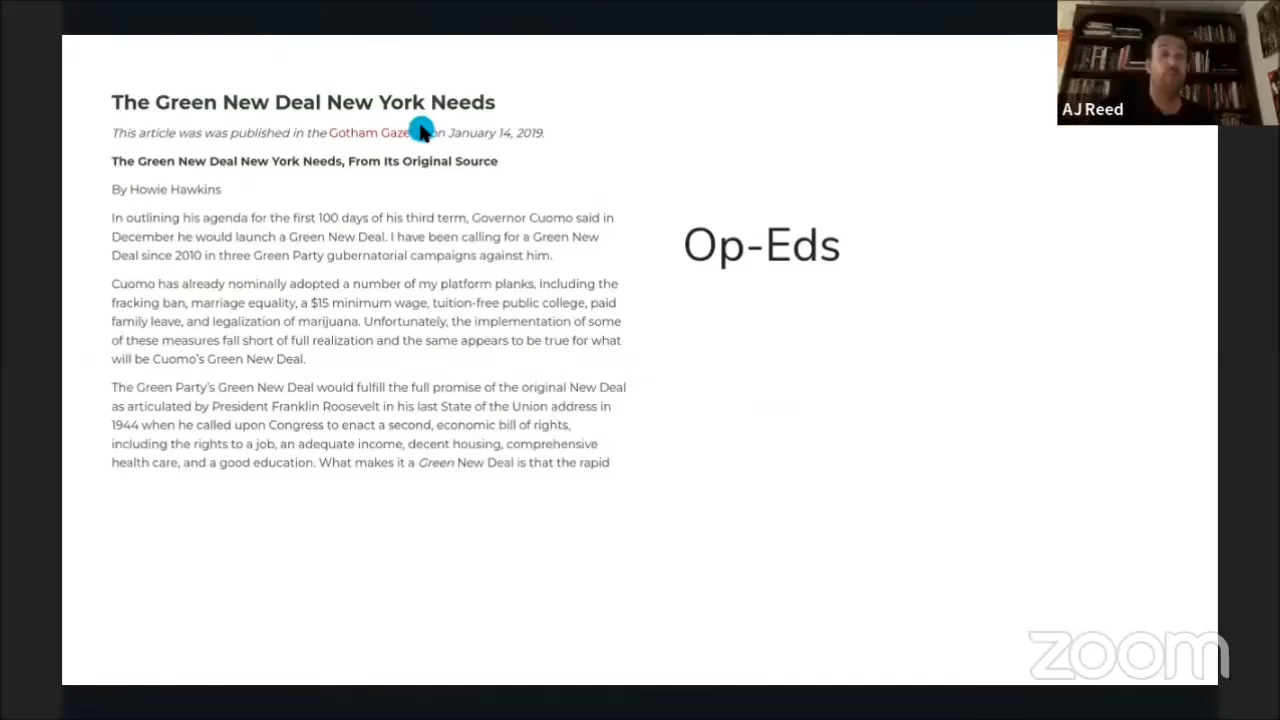 The Green New Deal New York Needs
This article was was published in the Gotham Gaze on January 14, 2019.
The Green New Deal New York Needs, From Its Original Source
By Howie Hawkins
In outlining his agenda for the first 100 days of his third term, Governor Cuomo said in
December he would launch a Green New Deal. I have been calling for a Green New
Deal since 2010 in three Green Party gubernatorial campaigns against him.
Cuomo has already nominally adopted a number of my platform planks, including the
fracking ban, marriage equality, a $15 minimum wage, tuition-free public college, paid
family leave, and legalization of marijuana. Unfortunately, the implementation of some
of these measures fall short of full realization and the same appears to be true for what
will be Cuomo's Green New Deal.
The Green Party's Green New Deal would fulfill the full promise of the original New Deal
as articulated by President Franklin Roosevelt in his last State of the Union address in
1944 when he called upon Congress to enact a second, economic bill of rights,
including the rights to a job, an adequate income, decent housing, comprehensive
health care, and a good education. What makes it a Green New Deal is that the rapid
Op-Eds
AJ Reed
zoom